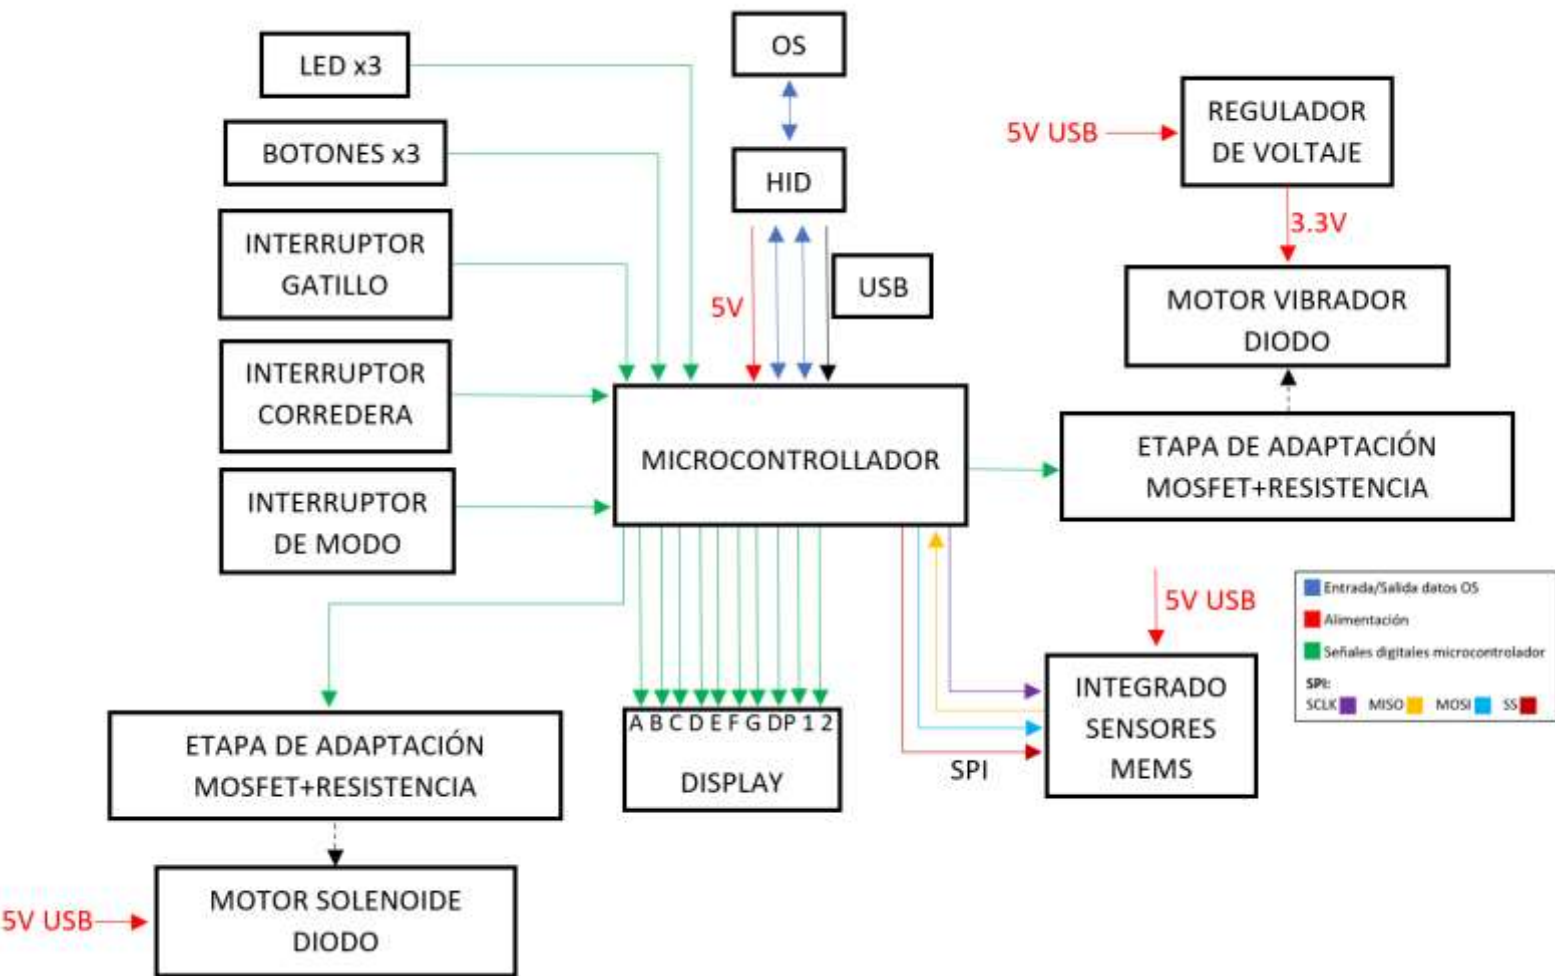 LED x3
OS
REGULADOR
DE VOLTAJE
5V USB
BOTONES x3
HID
3.3V
INTERRUPTOR
GATILLO
USB
5V
MOTOR VIBRADOR
DIODO
INTERRUPTOR
CORREDERA
MICROCONTROLLADOR
ETAPA DE ADAPTACIÓN
MOSFET+RESISTENCIA
INTERRUPTOR
DE MODO
5V USB
Entrada/Salida datos OS
Alimentación
Señales digitales microcontrolador
SPI:
SCLK MISO MOSI SS
INTEGRADO
SENSORES
MEMS
SPI
A B C D E F G DP 1 2
DISPLAY
ETAPA DE ADAPTACIÓN
MOSFET+RESISTENCIA
MOTOR SOLENOIDE
DIODO
5V USB